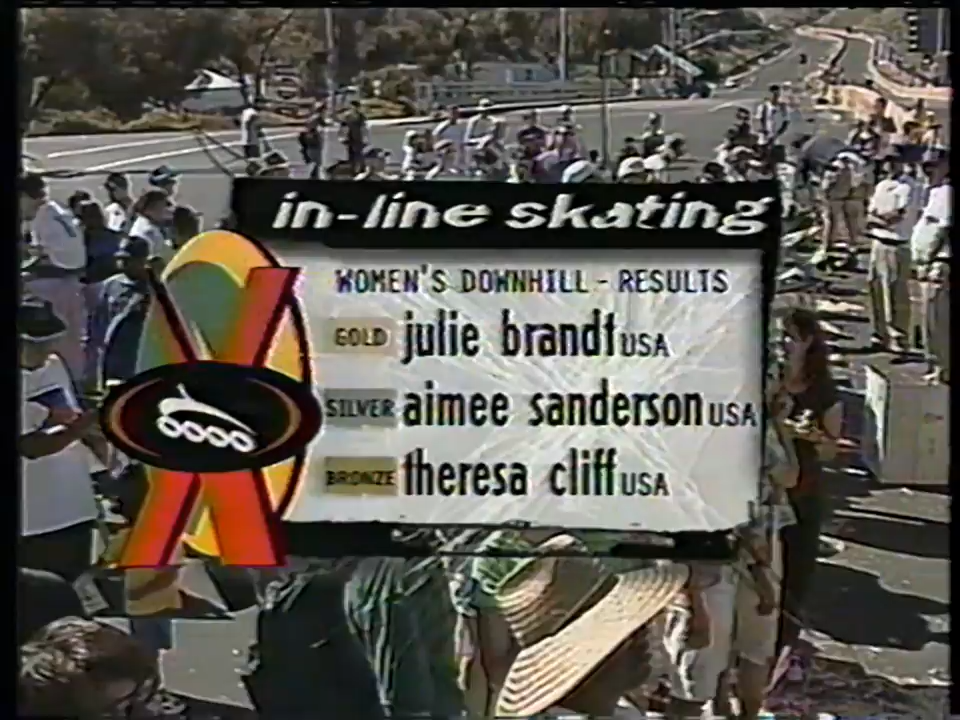 in-line skating
WOMEN'S DOWNHILL - RESULTS
GOLD julie brandt USA
SILVER aimee sanderson USA
BRONZE theresa cliff USA